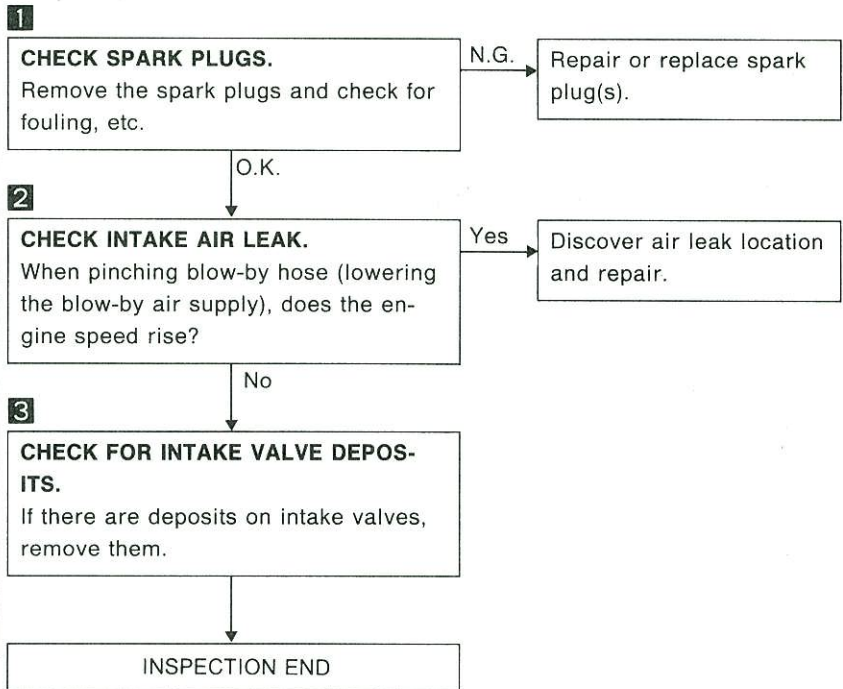 1
CHECK SPARK PLUGS.
Remove the spark plugs and check for
fouling, etc.
N.G.
Repair or replace spark
plug(s).
O.K.
2
CHECK INTAKE AIR LEAK.
When pinching blow-by hose (lowering
the blow-by air supply), does the en-
gine speed rise?
Yes
Discover air leak location
and repair.
No
3
CHECK FOR INTAKE VALVE DEPOS-
ITS.
If there are deposits on intake valves,
remove them.
INSPECTION END